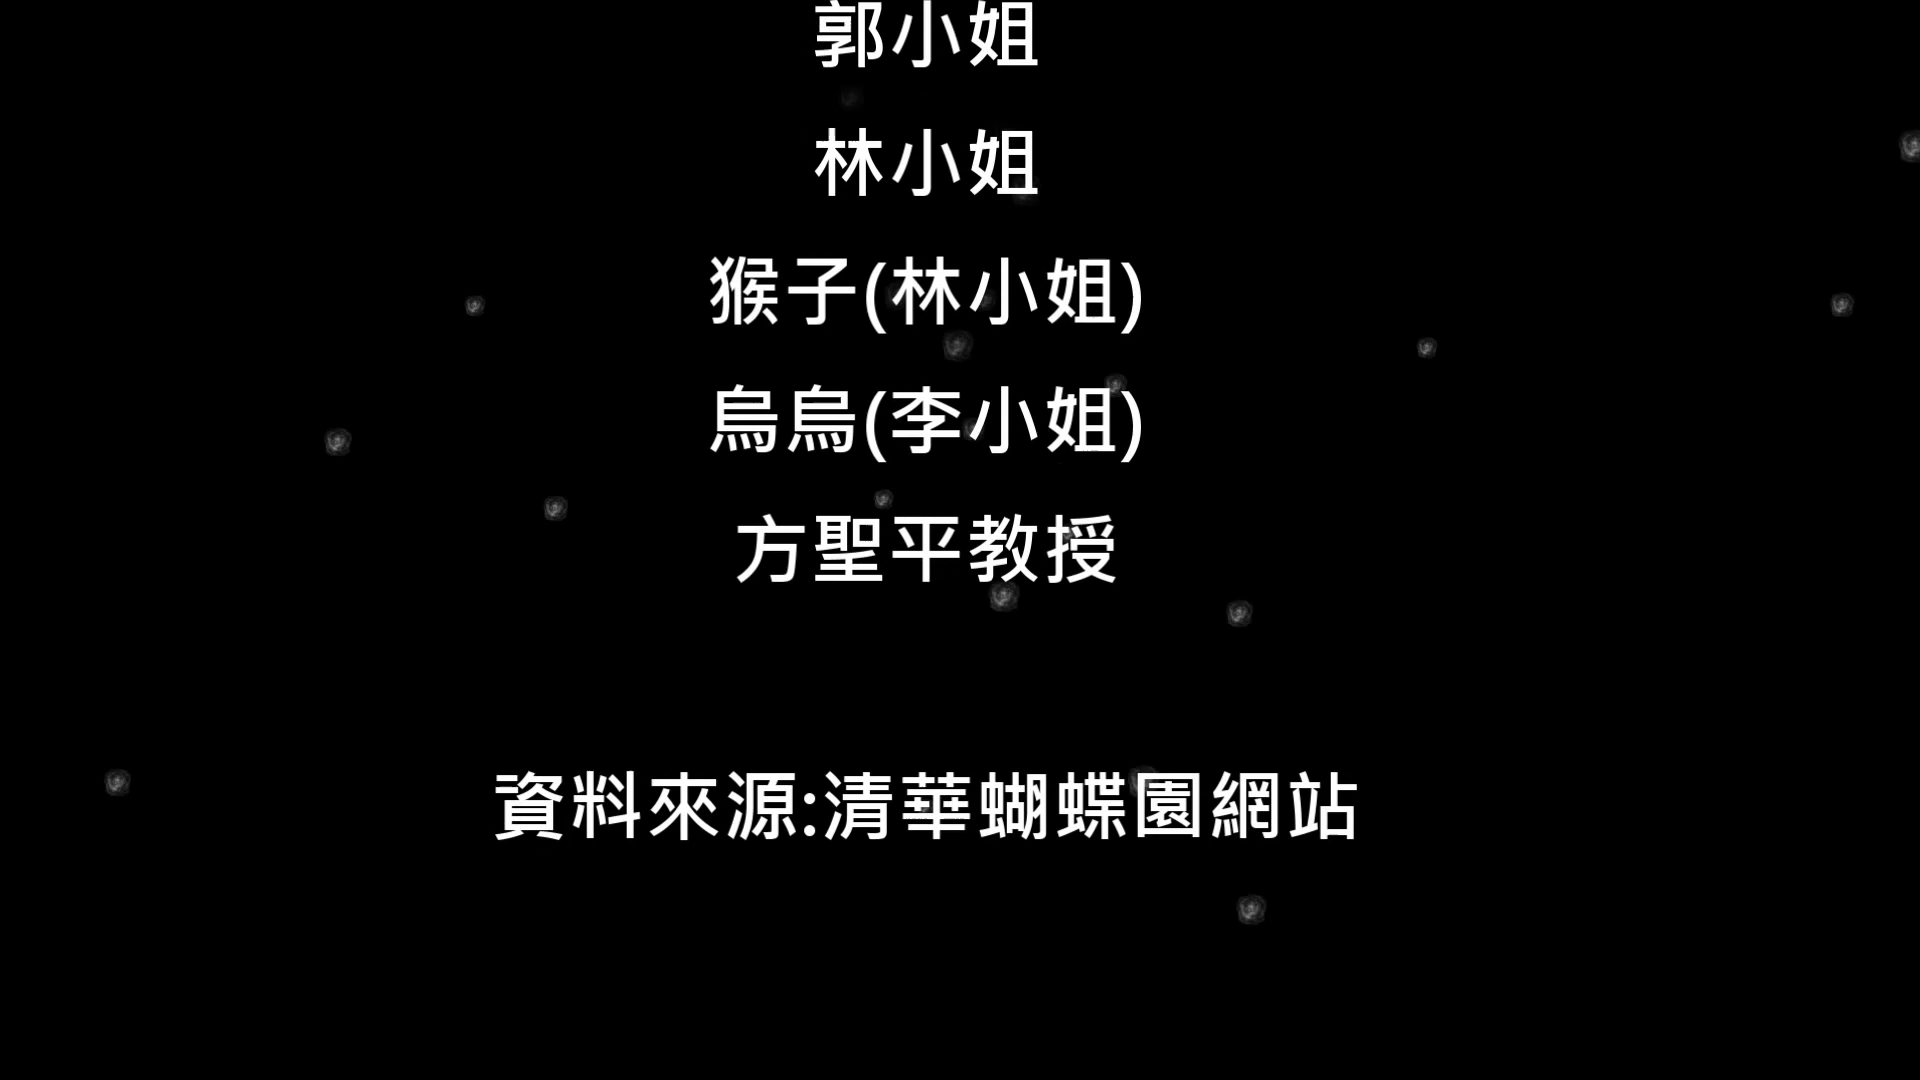 郭小姐
林小姐
猴子(林小姐)
烏烏(李小姐)
方聖平教授
資料來源:清華蝴蝶園網站